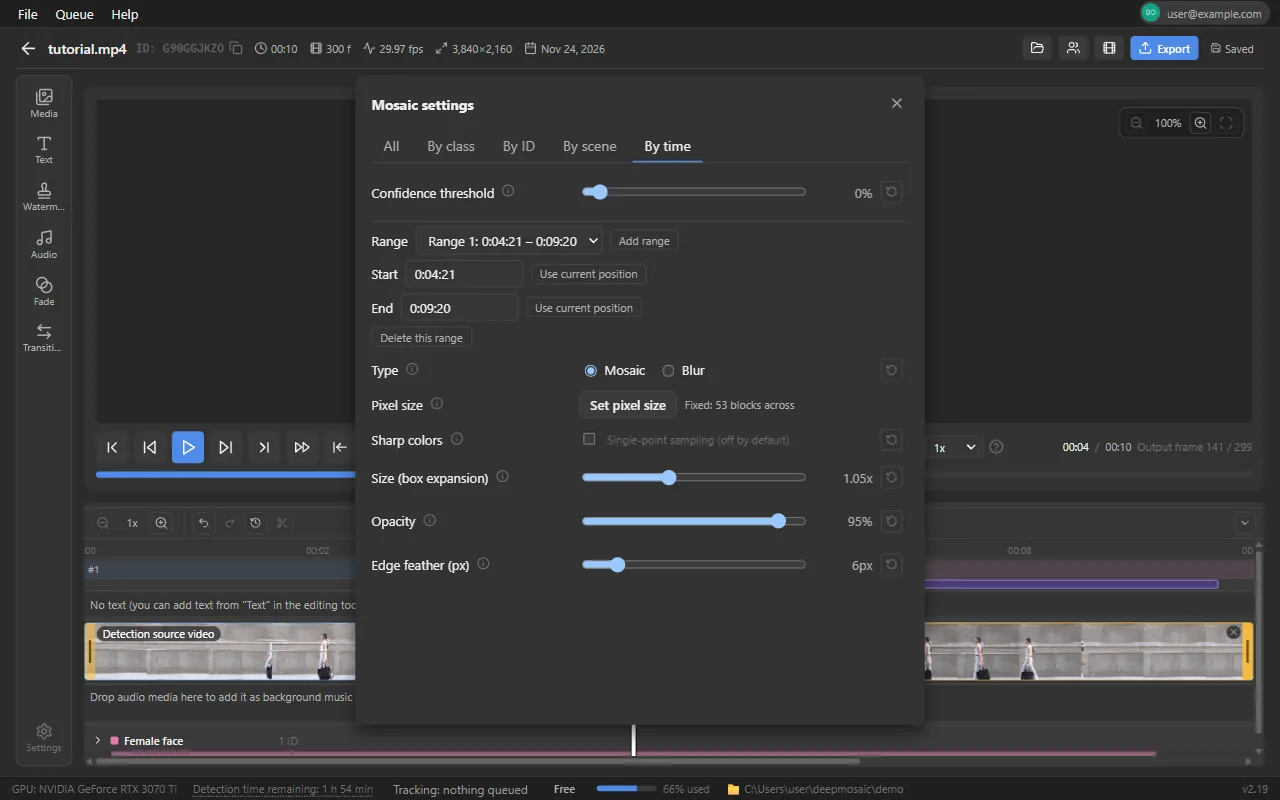 File Queue Help
BO user@example.com
tutorial.mp4 ID: G90GGJKZO 00:10 300 f 29.97 fps 3,840×2,160 Nov 24, 2026 Export Saved
Media
Text
Waterm...
Audio
Fade
Transiti...
Settings
100%
Mosaic settings
All By class By ID By scene By time
Confidence threshold 0%
Range Range 1: 0:04:21 – 0:09:20 Add range
Start 0:04:21 Use current position
End 0:09:20 Use current position
Delete this range
Type Mosaic Blur
Pixel size Set pixel size Fixed: 53 blocks across
Sharp colors Single-point sampling (off by default)
Size (box expansion) 1.05x
Opacity 95%
Edge feather (px) 6px
1x 00:04 / 00:10 Output frame 141 / 299
1x
:00 00:02 00:08 00
#1
No text (you can add text from "Text" in the editing too
Detection source video
Drop audio media here to add it as background music
Female face 1 ID
GPU: NVIDIA GeForce RTX 3070 Ti Detection time remaining: 1 h 54 min Tracking: nothing queued Free 66% used C:\Users\user\deepmosaic\demo v2.19